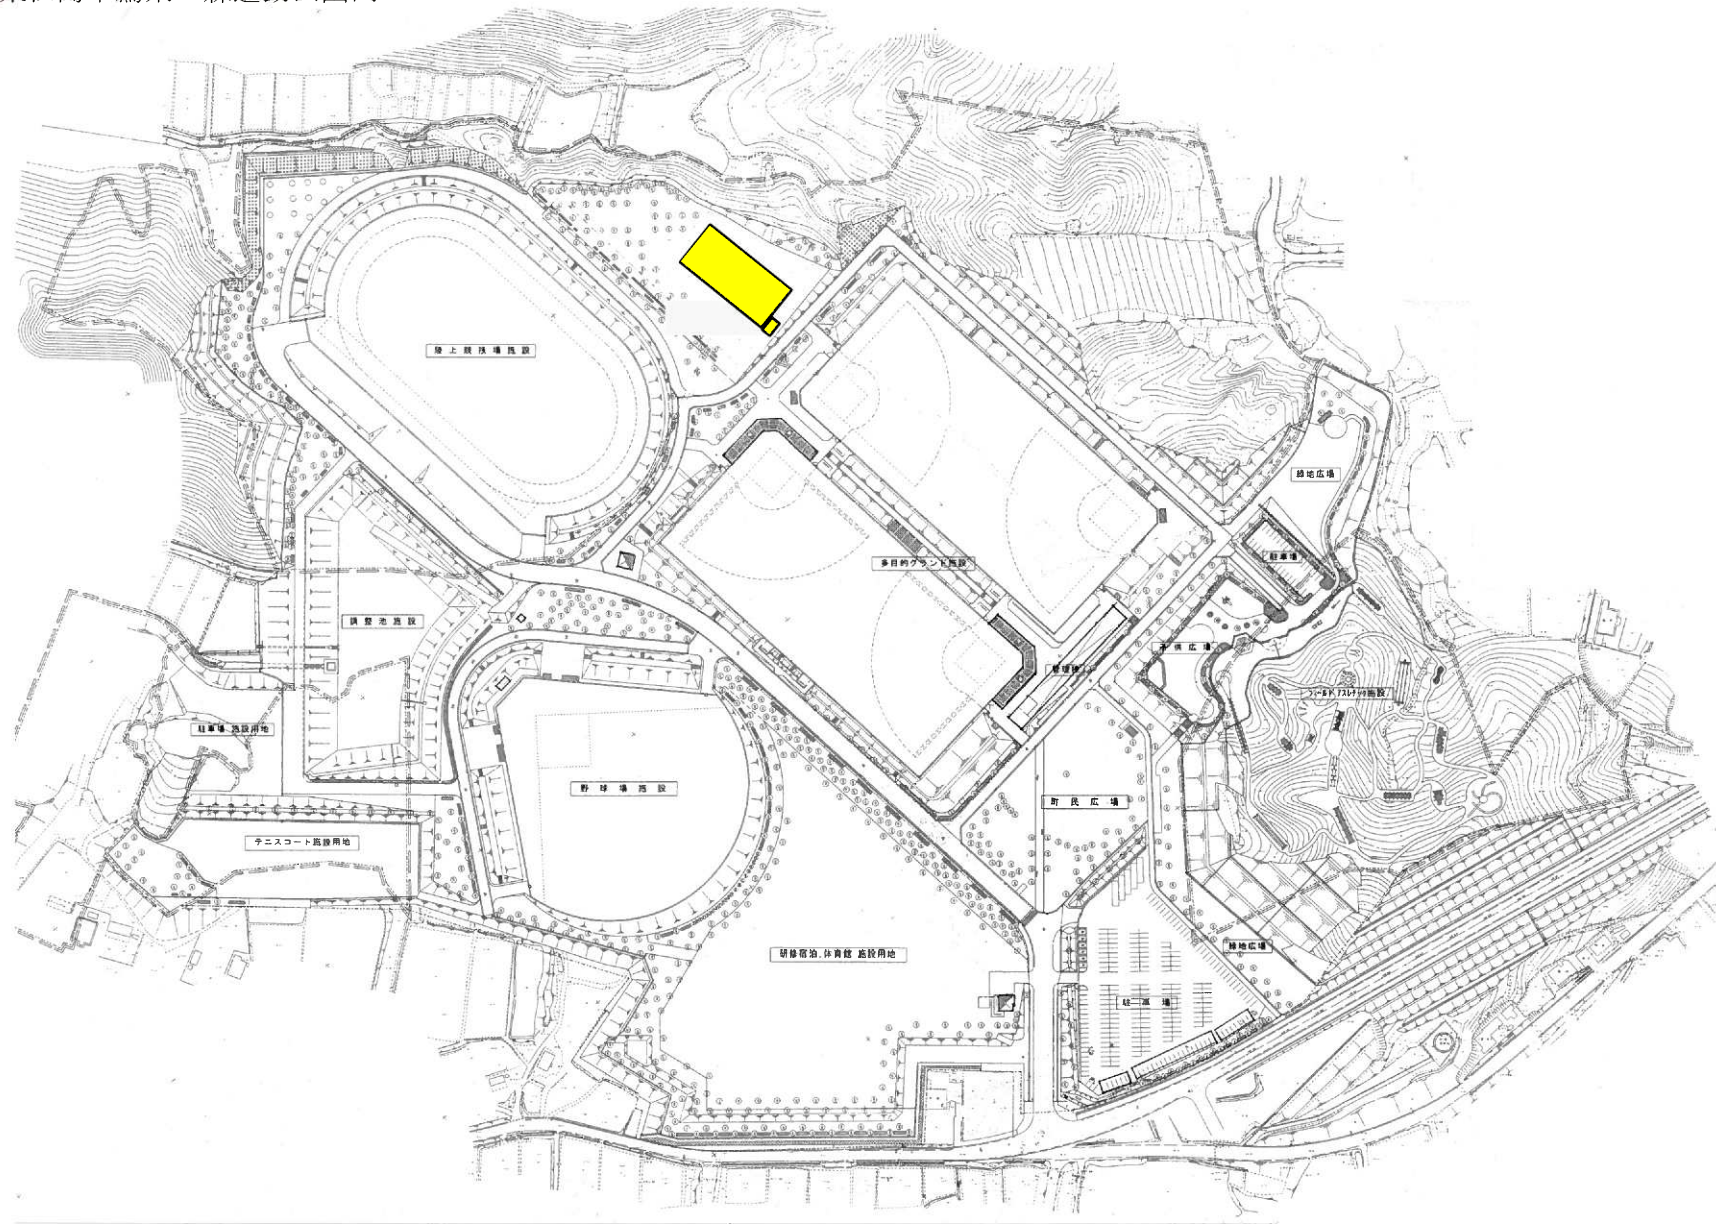 陸上競技場施設
緑地広場
駐車場
多目的グランド施設
調整池施設
子供広場
管理棟
フィールドアスレチック施設
駐車場 施設用地
野球場施設
町民広場
テニスコート施設用地
緑地広場
研修宿泊.体育館 施設用地
駐車場